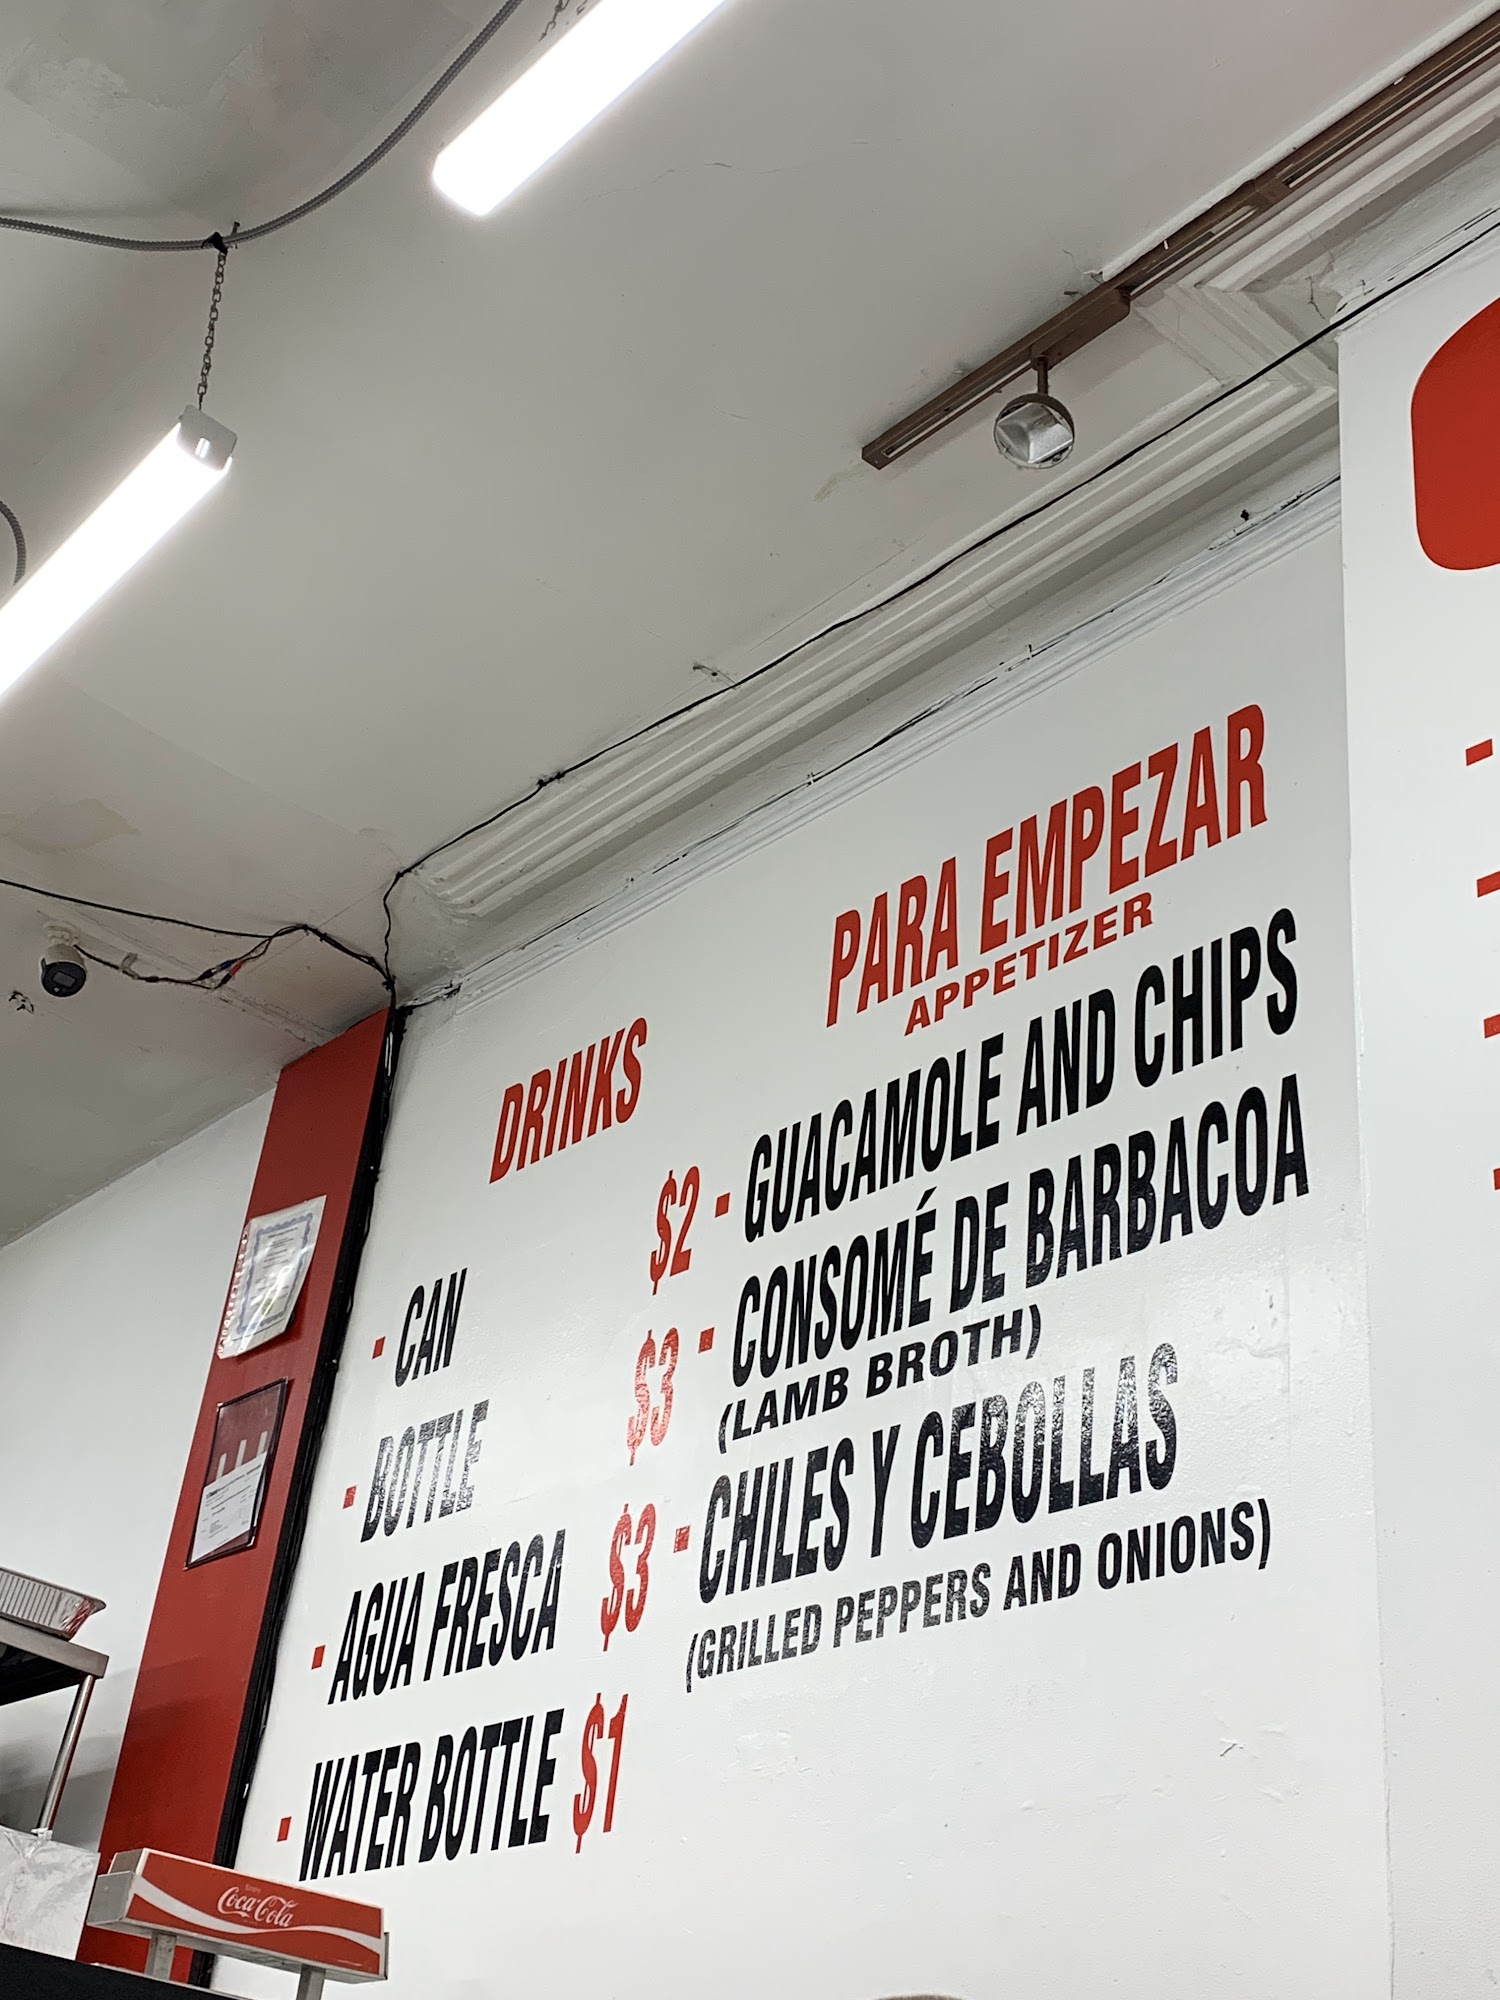 DRINKS
- CAN $2
- BOTTLE $3
- AGUA FRESCA $3
- WATER BOTTLE $1
PARA EMPEZAR
APPETIZER
- GUACAMOLE AND CHIPS
- CONSOMÉ DE BARBACOA
(LAMB BROTH)
- CHILES Y CEBOLLAS
(GRILLED PEPPERS AND ONIONS)
Enjoy
Coca-Cola